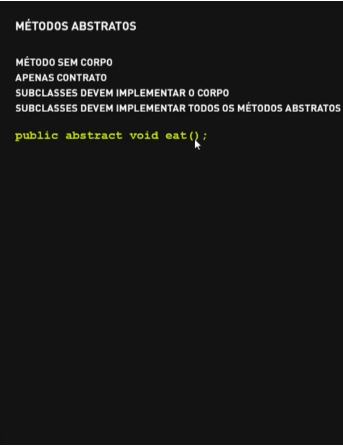 MÉTODOS ABSTRATOS
MÉTODO SEM CORPO
APENAS CONTRATO
SUBCLASSES DEVEM IMPLEMENTAR O CORPO
SUBCLASSES DEVEM IMPLEMENTAR TODOS OS MÉTODOS ABSTRATOS
public abstract void eat();